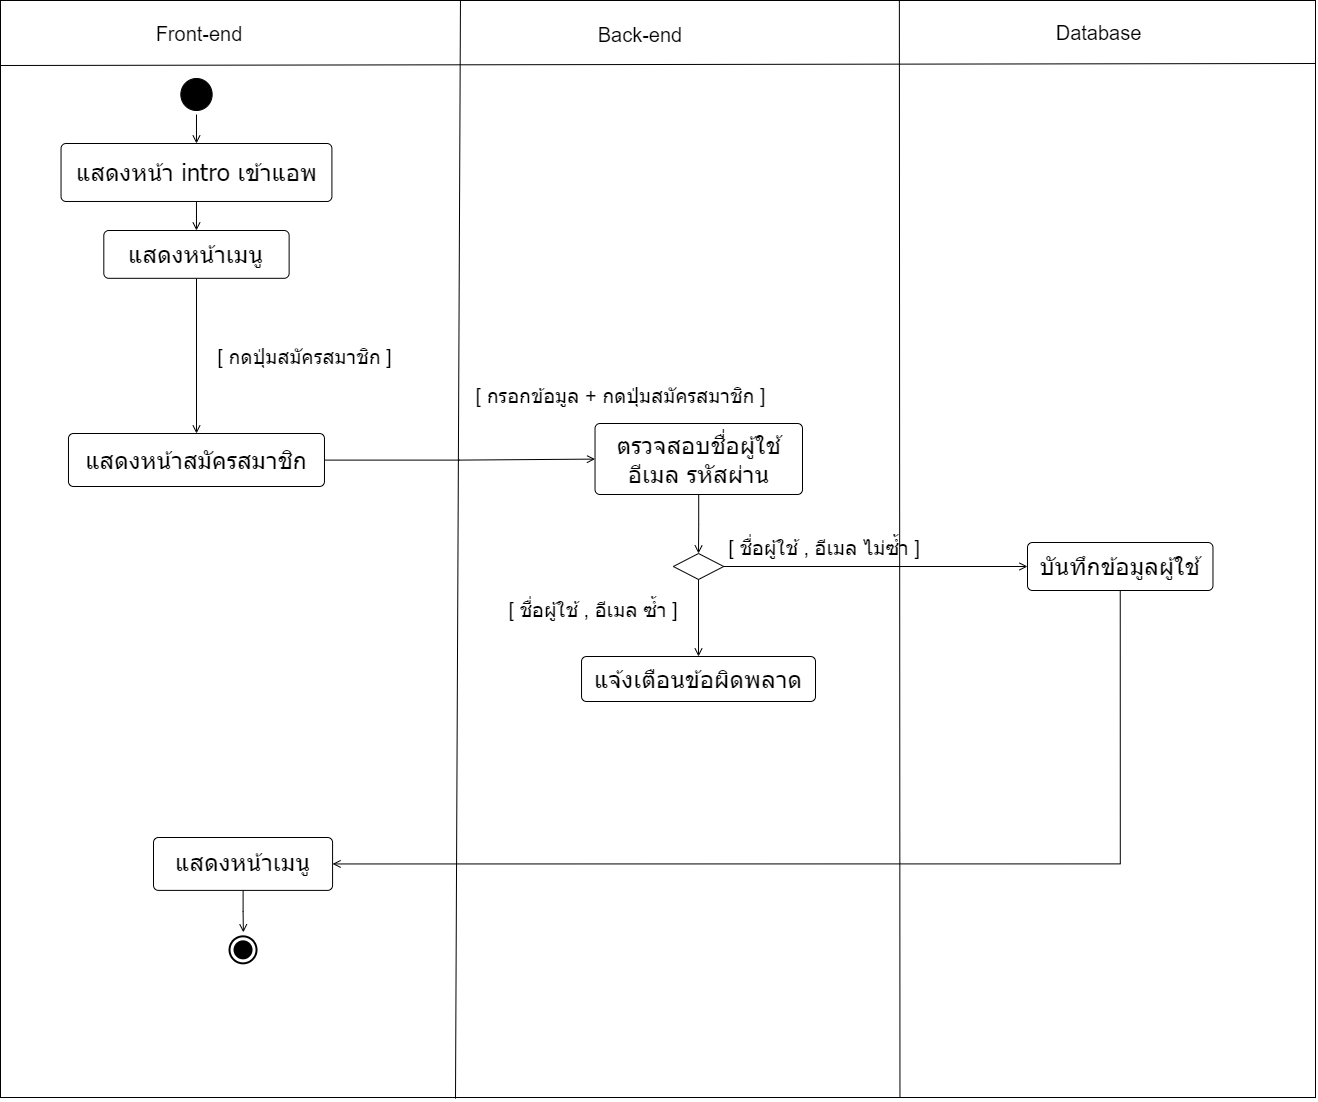 Front-end
Back-end
Database
แสดงหน้า intro เข้าแอพ
แสดงหน้าเมนู
[ กดปุ่มสมัครสมาชิก ]
[ กรอกข้อมูล + กดปุ่มสมัครสมาชิก ]
แสดงหน้าสมัครสมาชิก
ตรวจสอบชื่อผู้ใช้
อีเมล รหัสผ่าน
[ ชื่อผู้ใช้ , อีเมล ไม่ซ้ำ ]
บันทึกข้อมูลผู้ใช้
[ ชื่อผู้ใช้ , อีเมล ซ้ำ ]
แจ้งเตือนข้อผิดพลาด
แสดงหน้าเมนู